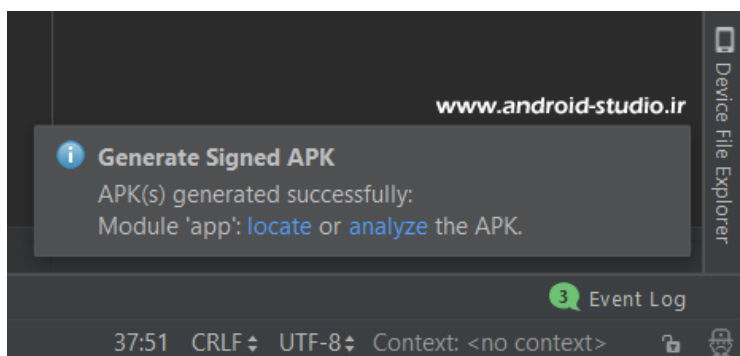 www.android-studio.ir
Device File Explorer
Generate Signed APK
APK(s) generated successfully:
Module 'app': locate or analyze the APK.
3 Event Log
37:51 CRLF UTF-8 Context: <no context>